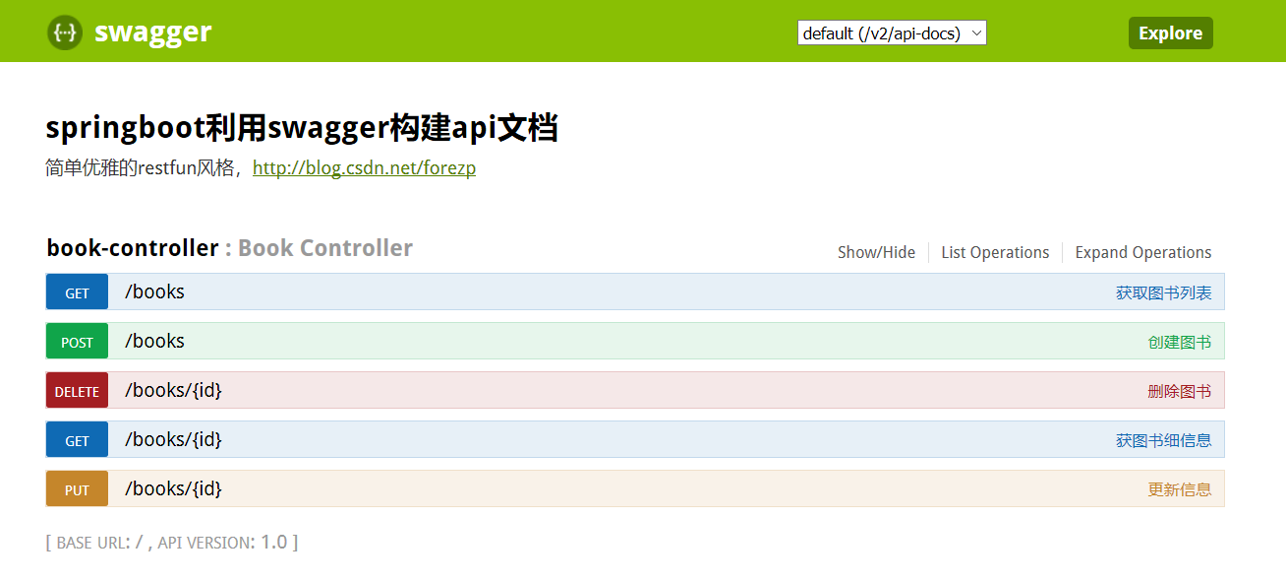 {···} swagger default (/v2/api-docs) Explore
springboot利用swagger构建api文档
简单优雅的restfun风格，http://blog.csdn.net/forezp
book-controller : Book Controller Show/Hide List Operations Expand Operations
GET /books 获取图书列表
POST /books 创建图书
DELETE /books/{id} 删除图书
GET /books/{id} 获图书细信息
PUT /books/{id} 更新信息
[ BASE URL: / , API VERSION: 1.0 ]